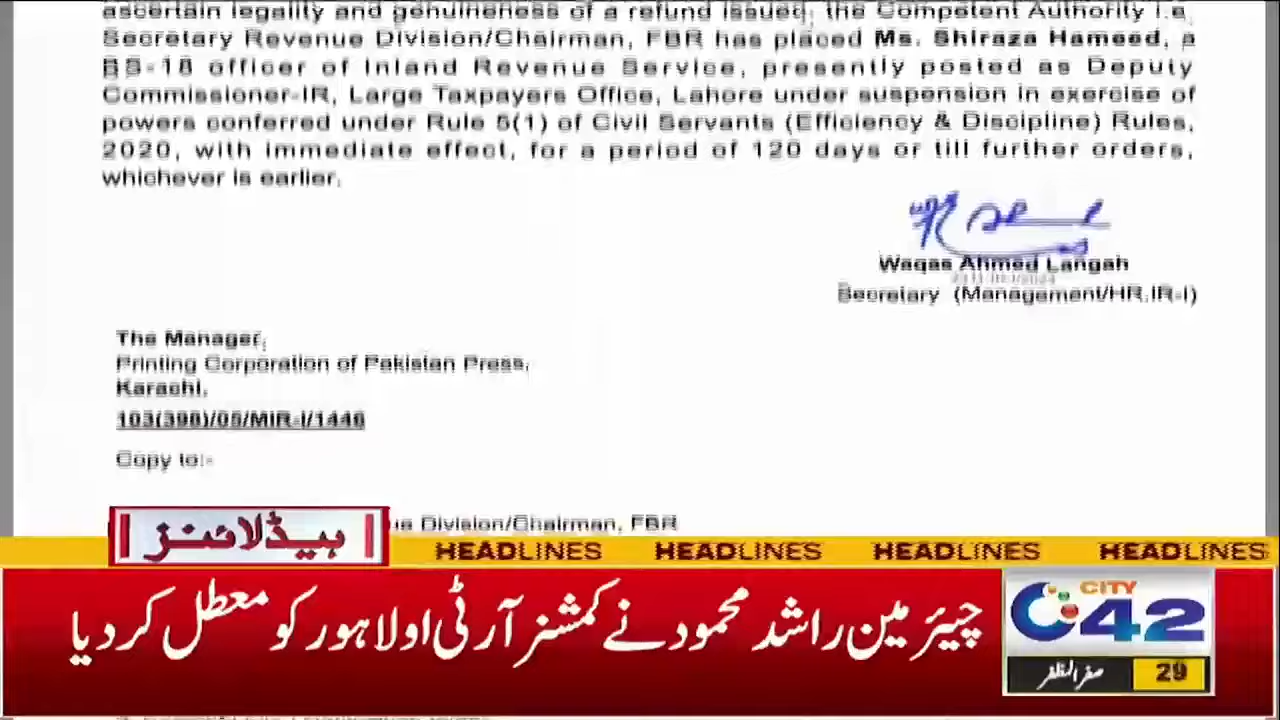 ascertain legality and genuineness of a refund issued, the Competent Authority i.e
Secretary Revenue Division/Chairman, FBR has placed Ms. Shiraza Hameed, a
BS-18 officer of Inland Revenue Service, presently posted as Deputy
Commissioner-IR, Large Taxpayers Office, Lahore under suspension in exercise of
powers conferred under Rule 5(1) of Civil Servants (Efficiency & Discipline) Rules,
2020, with immediate effect, for a period of 120 days or till further orders,
whichever is earlier.
Waqas Ahmed Langah
Secretary (Management/HR.IR-I)
The Manager,
Printing Corporation of Pakistan Press,
Karachi.
103(398)/05/MIR-I/1446
Copy to:-
ue Division/Chairman, FBR
ہیڈلائنز
HEADLINES HEADLINES HEADLINES HEADLINES
چیئرمین راشد محمود نے کمشنر آر ٹی او لاہور کو معطل کر دیا
CITY
42
صفر المظفر 29